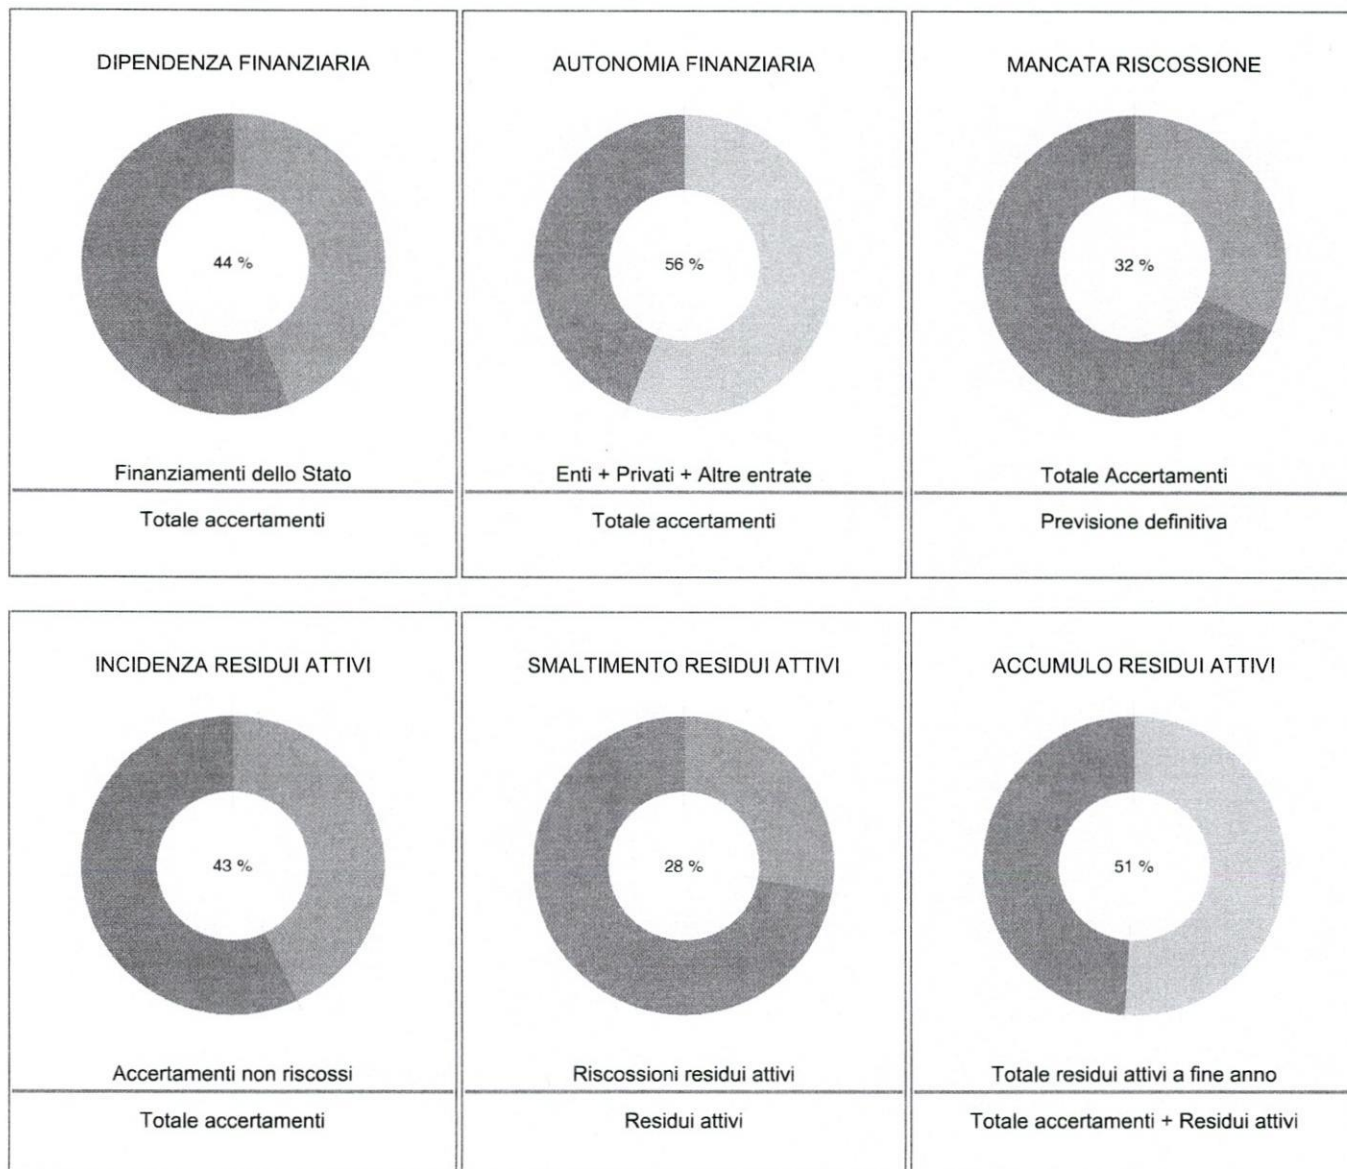 DIPENDENZA FINANZIARIA
44 %
Finanziamenti dello Stato
Totale accertamenti
AUTONOMIA FINANZIARIA
56 %
Enti + Privati + Altre entrate
Totale accertamenti
MANCATA RISCOSSIONE
32 %
Totale Accertamenti
Previsione definitiva
INCIDENZA RESIDUI ATTIVI
43 %
Accertamenti non riscossi
Totale accertamenti
SMALTIMENTO RESIDUI ATTIVI
28 %
Riscossioni residui attivi
Residui attivi
ACCUMULO RESIDUI ATTIVI
51 %
Totale residui attivi a fine anno
Totale accertamenti + Residui attivi